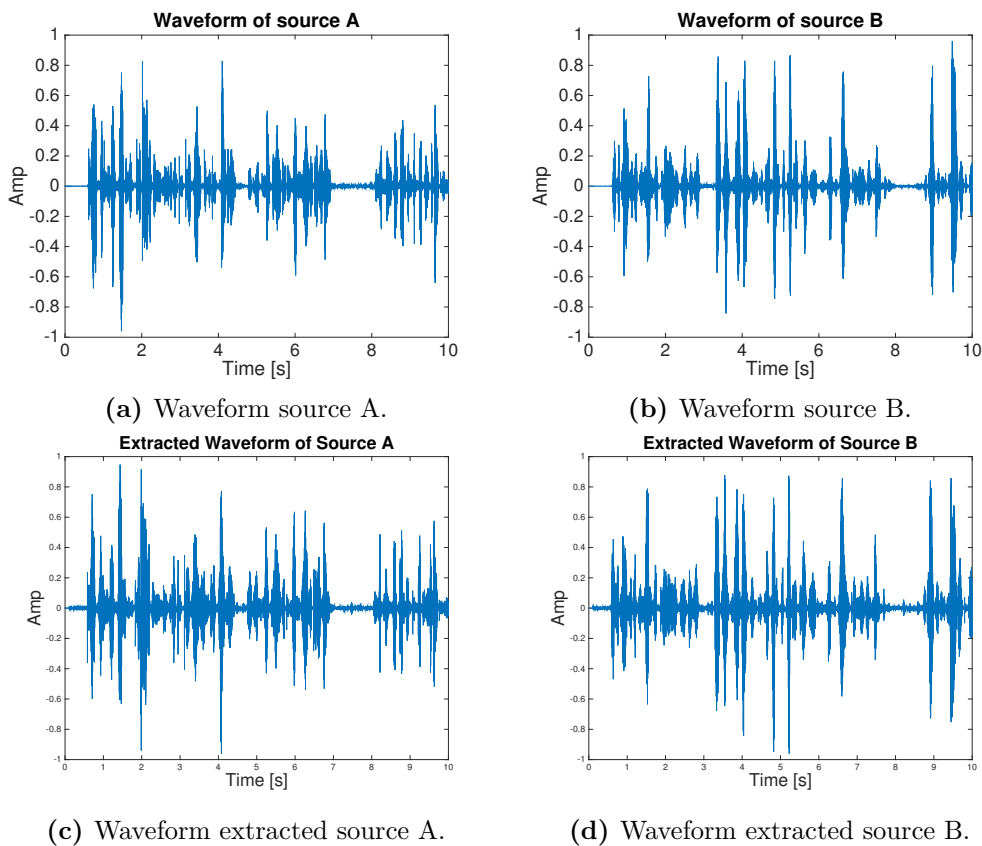 Waveform of source A
1
0.8
0.6
0.4
0.2
0
-0.2
-0.4
-0.6
-0.8
-1
Amp
0 2 4 6 8 10
Time [s]
(a) Waveform source A.
Waveform of source B
1
0.8
0.6
0.4
0.2
0
-0.2
-0.4
-0.6
-0.8
-1
Amp
0 2 4 6 8 10
Time [s]
(b) Waveform source B.
Extracted Waveform of Source A
1
0.8
0.6
0.4
0.2
0
-0.2
-0.4
-0.6
-0.8
-1
Amp
0 1 2 3 4 5 6 7 8 9 10
Time [s]
(c) Waveform extracted source A.
Extracted Waveform of Source B
1
0.8
0.6
0.4
0.2
0
-0.2
-0.4
-0.6
-0.8
-1
Amp
0 1 2 3 4 5 6 7 8 9 10
Time [s]
(d) Waveform extracted source B.